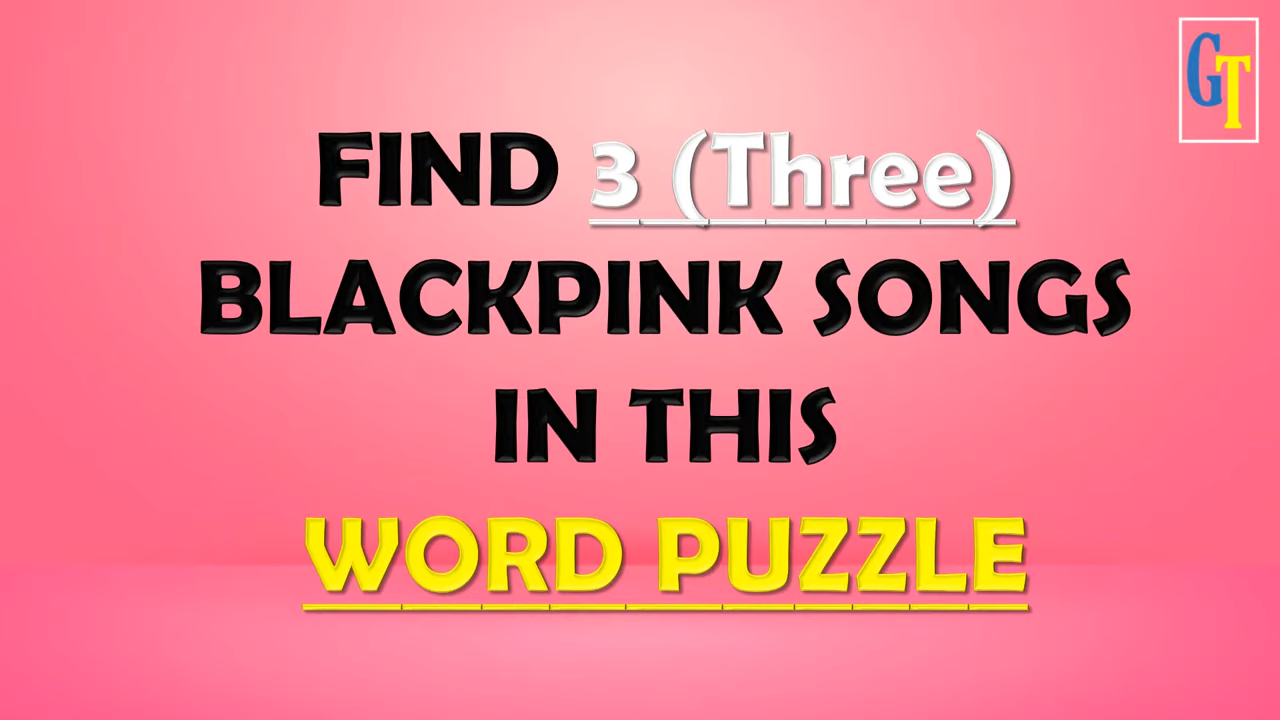 GT
FIND 3 (Three)
BLACKPINK SONGS
IN THIS
WORD PUZZLE